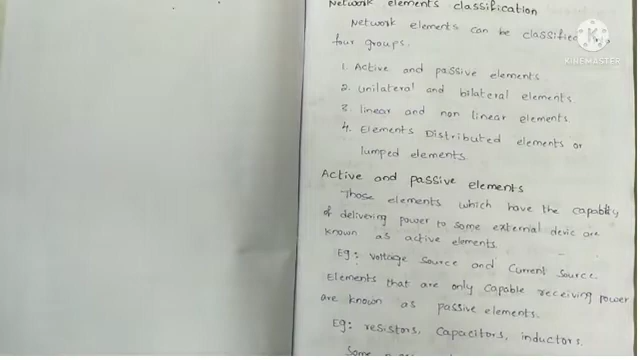 Network elements classification
Network elements can be classified
four groups.
1. Active and passive elements
2. unilateral and bilateral elements
3. linear and non linear elements
4. Elements Distributed elements or
lumped elements
Active and passive elements
Those elements which have the capability
of delivering power to some external devic are
known as active elements.
Eg: Voltage Source and Current Source.
Elements that are only capable receiving power
are known as passive elements.
Eg: resistors, Capacitors, inductors.
Some
KINEMASTER